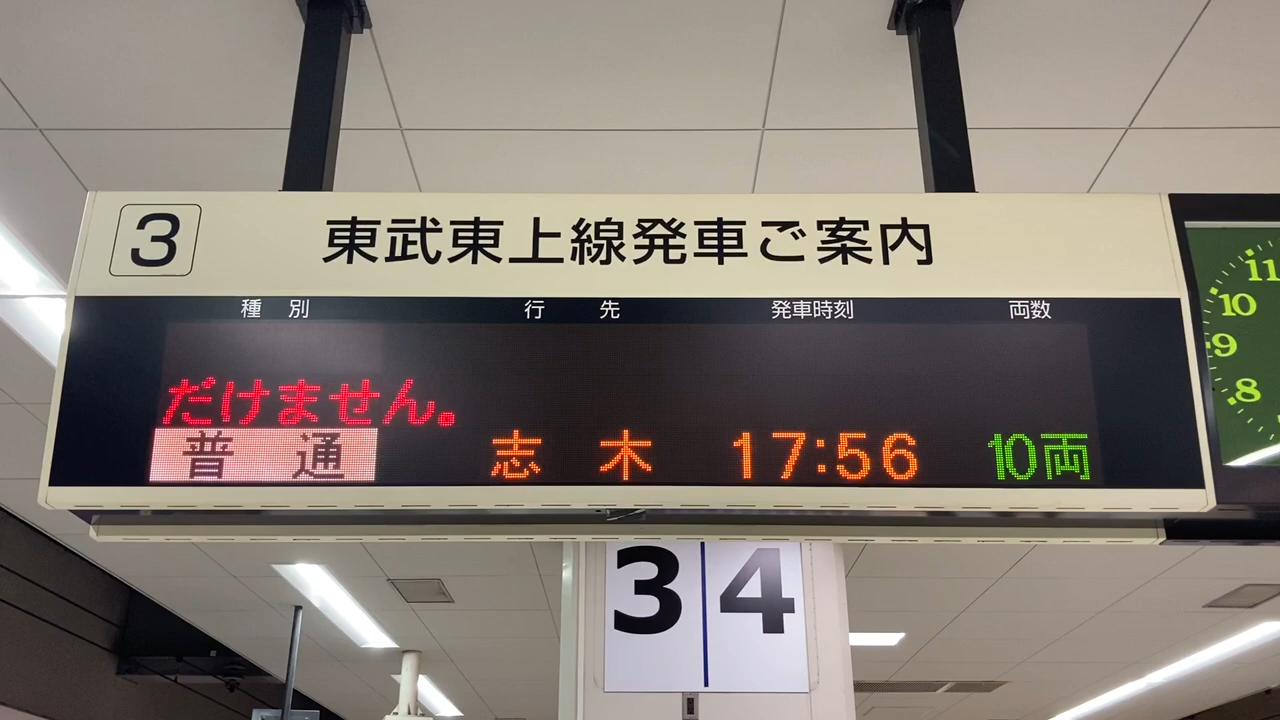 3 東武東上線発車ご案内
種別 行先 発車時刻 両数
だけません。
普通 志木 17:56 10両
11
10
9
8
3 4